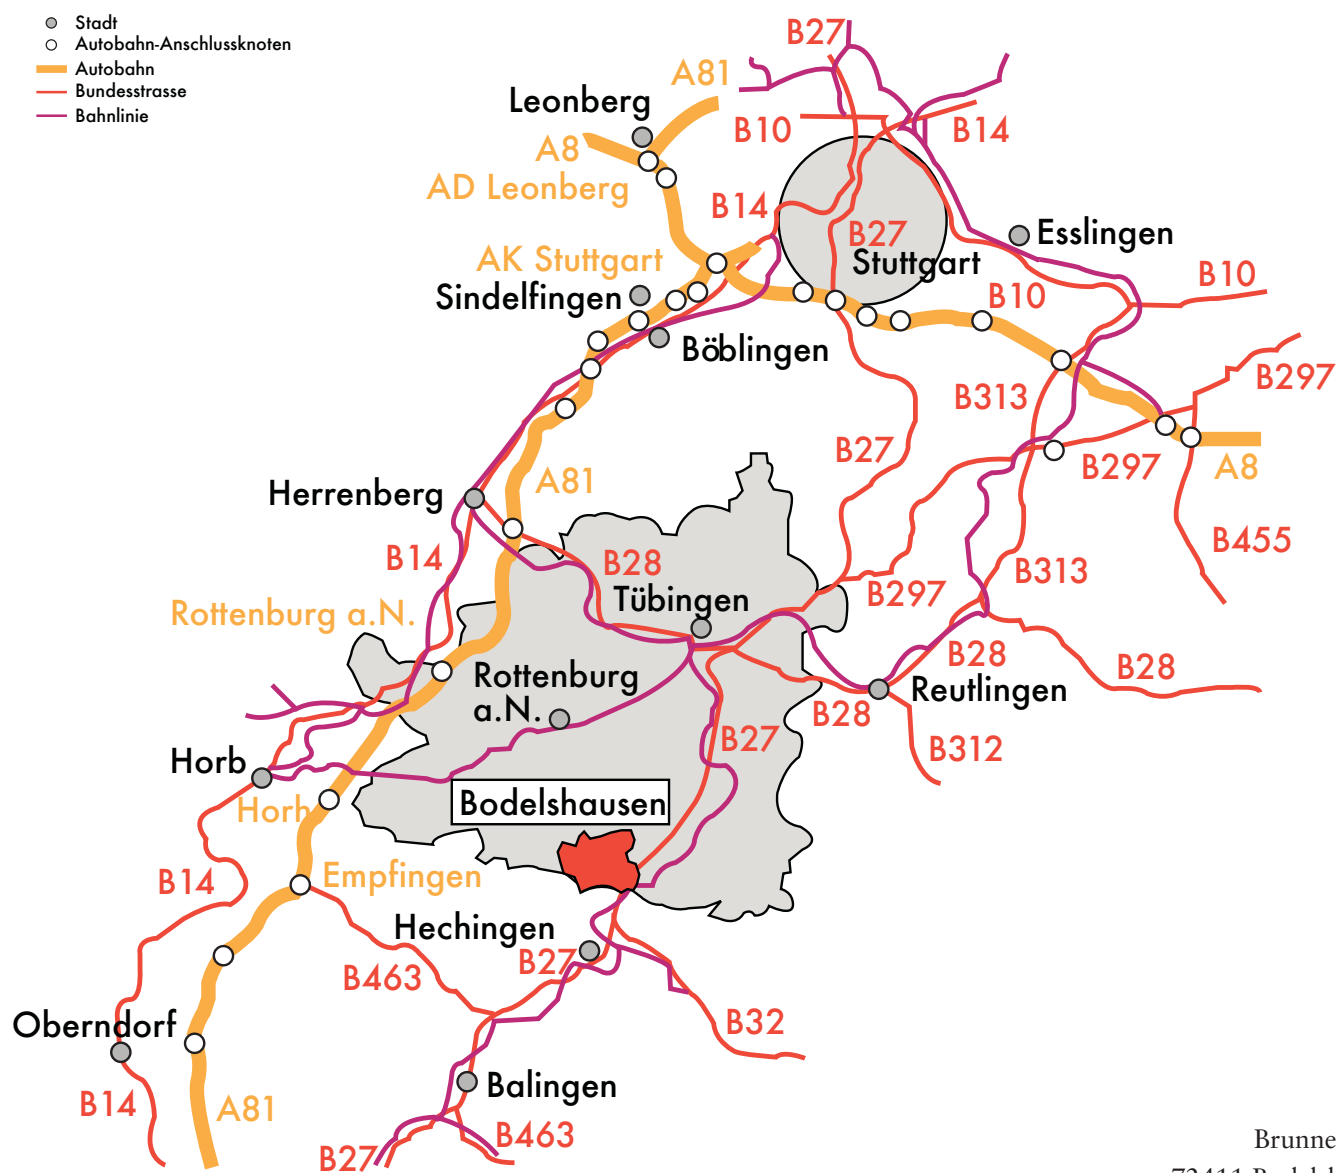 Stadt
Autobahn-Anschlussknoten
Autobahn
Bundesstrasse
Bahnlinie
B27
A81
Leonberg
B10
B14
A8
AD Leonberg
B14
B27
Esslingen
AK Stuttgart
Stuttgart
B10
Sindelfingen
B10
Böblingen
B297
B313
B27
B297
A8
A81
Herrenberg
B455
B14
B28
B313
Tübingen
B297
Rottenburg a.N.
B28
B28
Rottenburg
a.N.
Reutlingen
B28
B27
B312
Horb
Bodelshausen
Horb
B14
Empfingen
Hechingen
B27
B463
B32
Oberndorf
Balingen
B14
A81
B463
B27
Brunne